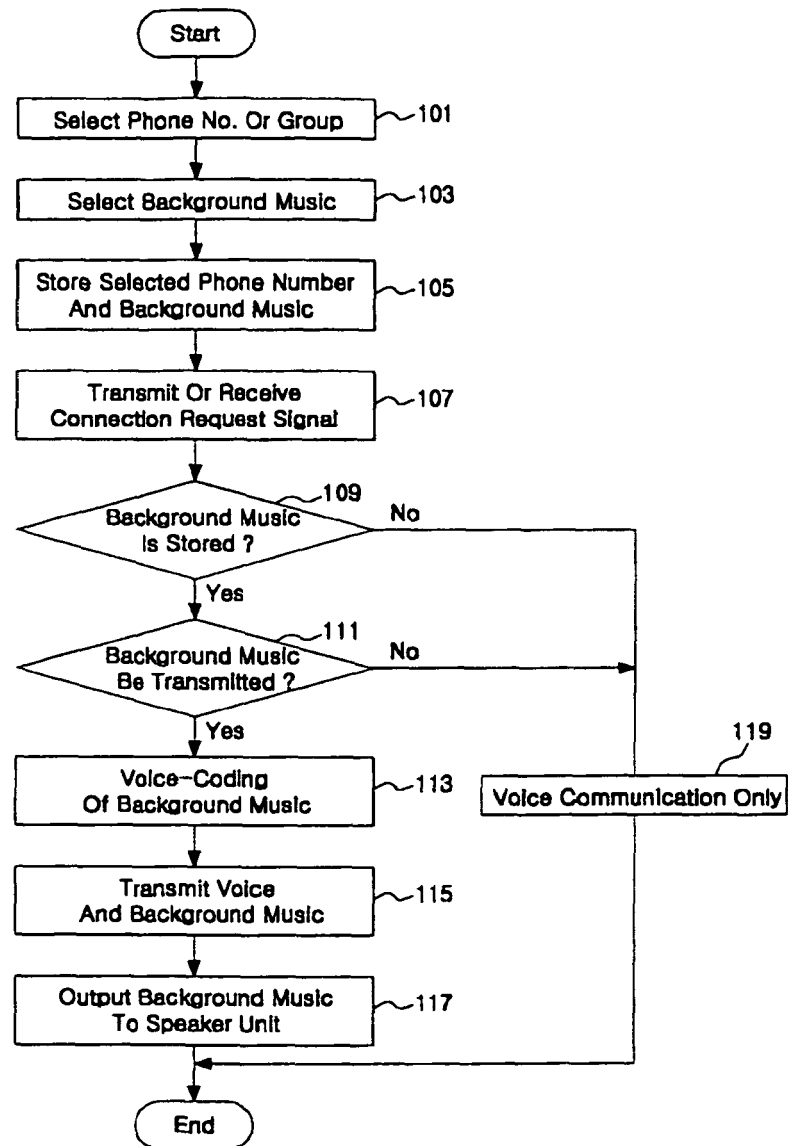 Start
Select Phone No. Or Group
101
Select Background Music
103
Store Selected Phone Number
And Background Music
105
Transmit Or Receive
Connection Request Signal
107
109
Background Music
Is Stored ?
No
Yes
111
Background Music
Be Transmitted ?
No
Yes
119
Voice-Coding
Of Background Music
113
Voice Communication Only
Transmit Voice
And Background Music
115
Output Background Music
To Speaker Unit
117
End